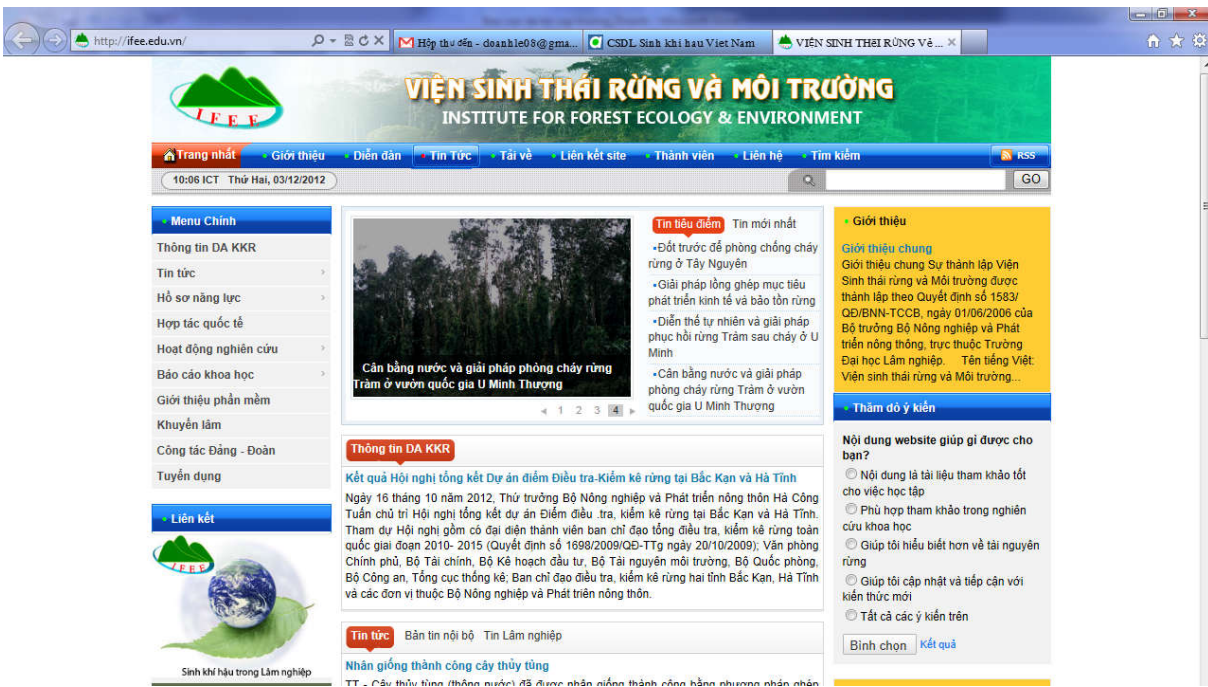 http://ifee.edu.vn/
Hộp thư đến - doanhle08@gma...
CSDL Sinh khi hau Viet Nam
VIỆN SINH THÁI RỪNG VÀ MÔI TRƯỜNG
INSTITUTE FOR FOREST ECOLOGY & ENVIRONMENT
IFEE
Trang nhất
Giới thiệu
Diễn đàn
Tin Tức
Tải về
Liên kết site
Thành viên
Liên hệ
Tìm kiếm
RSS
10:06 ICT Thứ Hai, 03/12/2012
GO
Menu Chính
Thông tin DA KKR
Tin tức
Hồ sơ năng lực
Hợp tác quốc tế
Hoạt động nghiên cứu
Báo cáo khoa học
Giới thiệu phần mềm
Khuyến lâm
Công tác Đảng - Đoàn
Tuyển dụng
Liên kết
IFEE
Sinh khí hậu trong Lâm nghiệp
Cân bằng nước và giải pháp phòng cháy rừng
Tràm ở vườn quốc gia U Minh Thượng
1 2 3 4
Tin tiêu điểm Tin mới nhất
Đốt trước để phòng chống cháy
rừng ở Tây Nguyên
Giải pháp lồng ghép mục tiêu
phát triển kinh tế và bảo tồn rừng
Diễn thế tự nhiên và giải pháp
phục hồi rừng Tràm sau cháy ở U
Minh
Cân bằng nước và giải pháp
phòng cháy rừng Tràm ở vườn
quốc gia U Minh Thượng
Thông tin DA KKR
Kết quả Hội nghị tổng kết Dự án điểm Điều tra-Kiểm kê rừng tại Bắc Kạn và Hà Tĩnh
Ngày 16 tháng 10 năm 2012, Thứ trưởng Bộ Nông nghiệp và Phát triển nông thôn Hà Công
Tuấn chủ trì Hội nghị tổng kết dự án Điểm điều .tra, kiểm kê rừng tại Bắc Kạn và Hà Tĩnh.
Tham dự Hội nghị gồm có đại diện thành viên ban chỉ đạo tổng điều tra, kiểm kê rừng toàn
quốc giai đoạn 2010- 2015 (Quyết định số 1698/2009/QĐ-TTg ngày 20/10/2009); Văn phòng
Chính phủ, Bộ Tài chính, Bộ Kế hoạch đầu tư, Bộ Tài nguyên môi trường, Bộ Quốc phòng,
Bộ Công an, Tổng cục thống kê; Ban chỉ đạo điều tra, kiểm kê rừng hai tỉnh Bắc Kạn, Hà Tĩnh
và các đơn vị thuộc Bộ Nông nghiệp và Phát triển nông thôn.
Tin tức Bản tin nội bộ Tin Lâm nghiệp
Nhân giống thành công cây thủy tùng
TT - Cây thủy tùng (thông nước) đã được nhân giống thành công bằng phương pháp ghép
Giới thiệu
Giới thiệu chung
Giới thiệu chung Sự thành lập Viện
Sinh thái rừng và Môi trường được
thành lập theo Quyết định số 1583/
QĐ/BNN-TCCB, ngày 01/06/2006 của
Bộ trưởng Bộ Nông nghiệp và Phát
triển nông thông, trực thuộc Trường
Đại học Lâm nghiệp. Tên tiếng Việt:
Viện sinh thái rừng và Môi trường...
Thăm dò ý kiến
Nội dung website giúp gì được cho
bạn?
Nội dung là tài liệu tham khảo tốt
cho việc học tập
Phù hợp tham khảo trong nghiên
cứu khoa học
Giúp tôi hiểu biết hơn về tài nguyên
rừng
Giúp tôi cập nhật và tiếp cận với
kiến thức mới
Tất cả các ý kiến trên
Bình chọn Kết quả